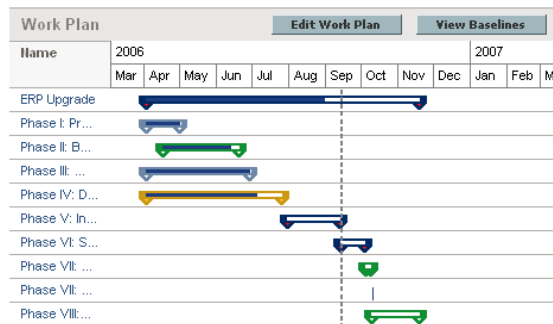 Work Plan
Edit Work Plan
View Baselines
Name
2006
2007
Mar Apr May Jun Jul Aug Sep Oct Nov Dec Jan Feb M
ERP Upgrade
Phase I: Pr...
Phase II: B...
Phase III: ...
Phase IV: D...
Phase V: In...
Phase VI: S...
Phase VII: ...
Phase VII: ...
Phase VIII:...